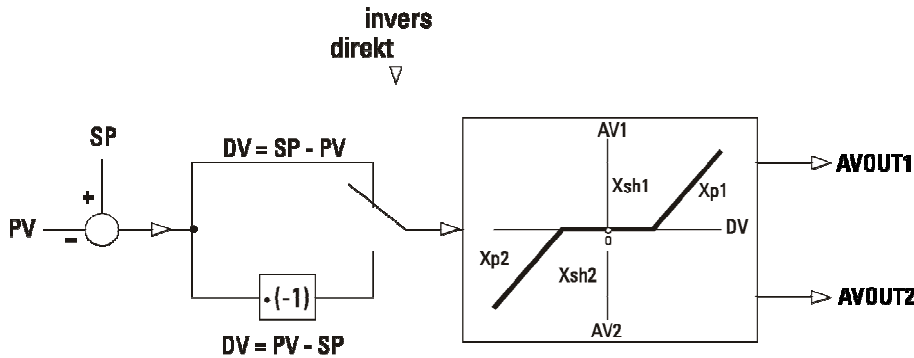 invers
direkt
SP
DV = SP - PV
+
PV
-
•(-1)
DV = PV - SP
AV1
Xsh1
Xp1
DV
0
Xp2
Xsh2
AV2
AVOUT1
AVOUT2